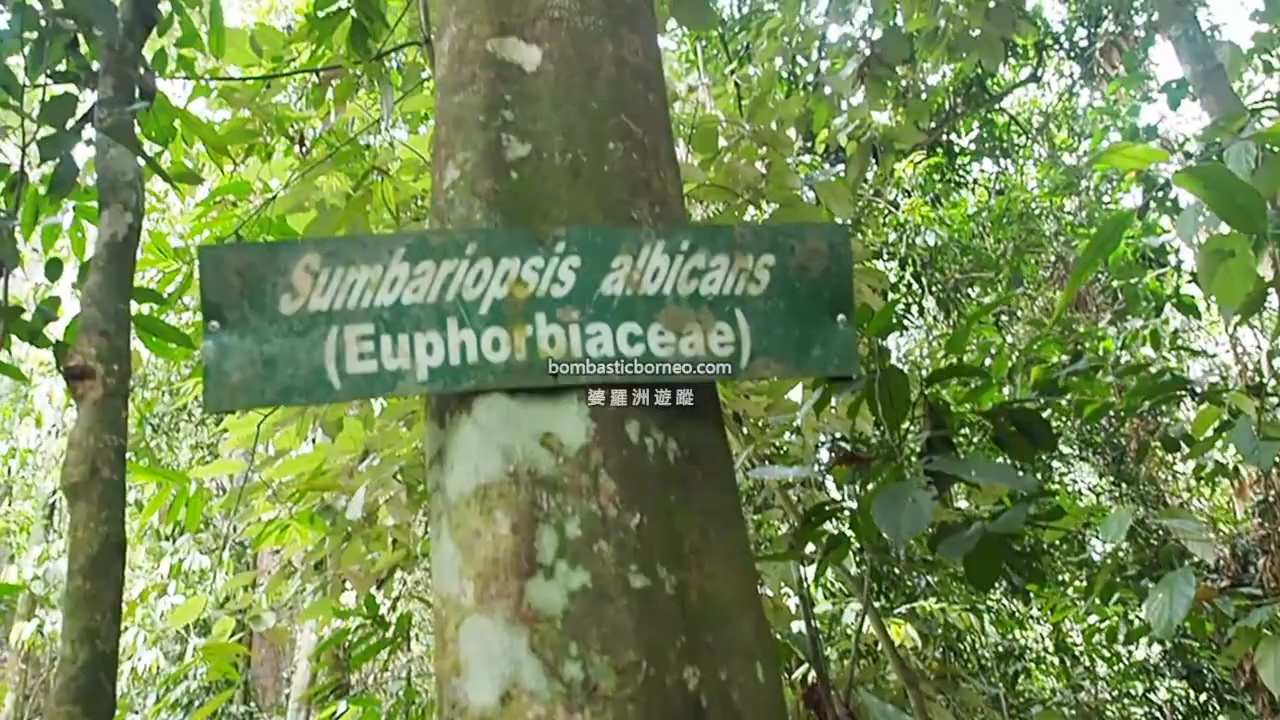 Sumbariopsis albicans
(Euphorbiaceae)
bombasticborneo.com
婆羅洲遊蹤